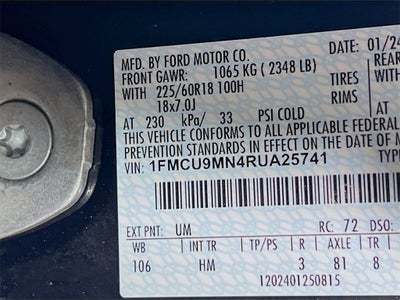 MFD. BY FORD MOTOR CO. DATE: 01/24
FRONT GAWR: 1065 KG ( 2348 LB)
WITH 225/60R18 100H TIRES
18x7.0J RIMS
AT 230 kPa/ 33 PSI COLD
THIS VEHICLE CONFORMS TO ALL APPLICABLE FEDERAL
PREVENTION STANDARDS IN EFFECT ON THE DATE OF
VIN: 1FMCU9MN4RUA25741 TYP
EXT PNT: UM RC: 72 DSO:
WB INT TR TP/PS R AXLE TR
106 HM 3 81 8
1202401250815